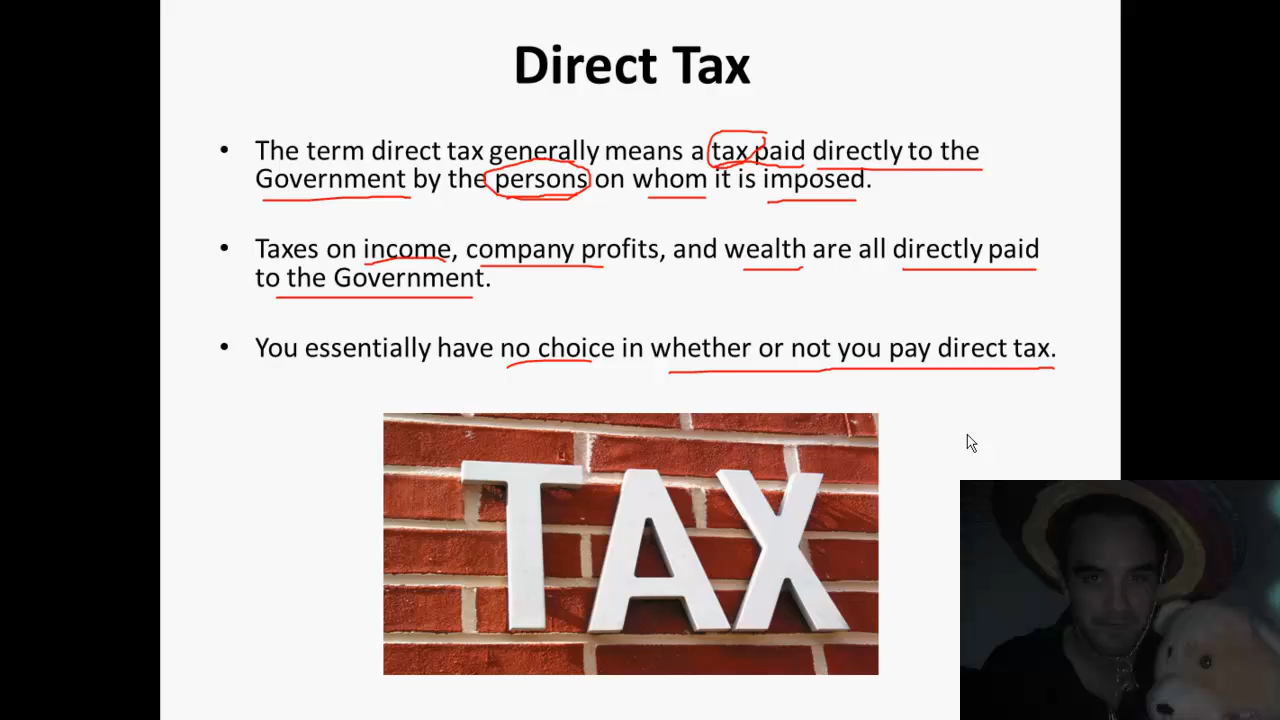 Direct Tax
• The term direct tax generally means a tax paid directly to the
Government by the persons on whom it is imposed.
• Taxes on income, company profits, and wealth are all directly paid
to the Government.
• You essentially have no choice in whether or not you pay direct tax.
TAX